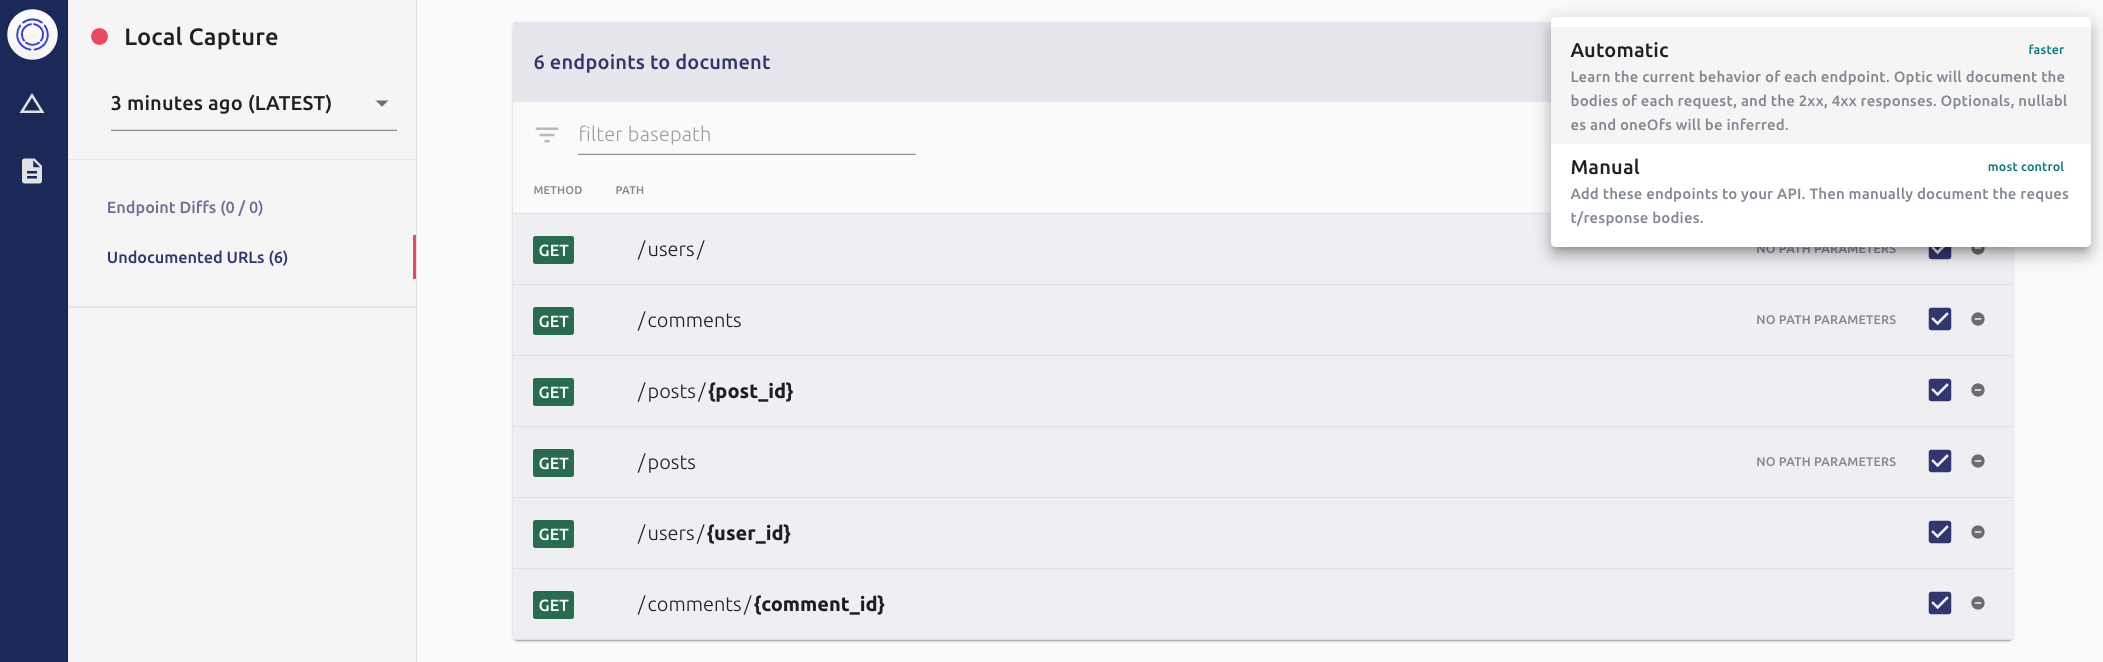 Local Capture
3 minutes ago (LATEST)
Endpoint Diffs (0 / 0)
Undocumented URLs (6)
6 endpoints to document
filter basepath
METHOD PATH
GET /users/ NO PATH PARAMETERS
GET /comments NO PATH PARAMETERS
GET /posts/{post_id}
GET /posts NO PATH PARAMETERS
GET /users/{user_id}
GET /comments/{comment_id}
Automatic faster
Learn the current behavior of each endpoint. Optic will document the
bodies of each request, and the 2xx, 4xx responses. Optionals, nullabl
es and oneOfs will be inferred.
Manual most control
Add these endpoints to your API. Then manually document the reques
t/response bodies.